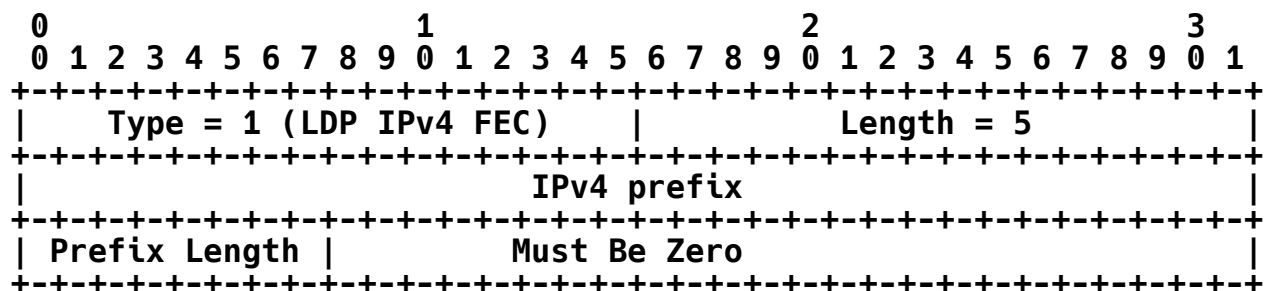 0                   1                   2                   3
 0 1 2 3 4 5 6 7 8 9 0 1 2 3 4 5 6 7 8 9 0 1 2 3 4 5 6 7 8 9 0 1
+-+-+-+-+-+-+-+-+-+-+-+-+-+-+-+-+-+-+-+-+-+-+-+-+-+-+-+-+-+-+-+-+
|    Type = 1 (LDP IPv4 FEC)    |          Length = 5           |
+-+-+-+-+-+-+-+-+-+-+-+-+-+-+-+-+-+-+-+-+-+-+-+-+-+-+-+-+-+-+-+-+
|                          IPv4 prefix                          |
+-+-+-+-+-+-+-+-+-+-+-+-+-+-+-+-+-+-+-+-+-+-+-+-+-+-+-+-+-+-+-+-+
| Prefix Length |         Must Be Zero                          |
+-+-+-+-+-+-+-+-+-+-+-+-+-+-+-+-+-+-+-+-+-+-+-+-+-+-+-+-+-+-+-+-+